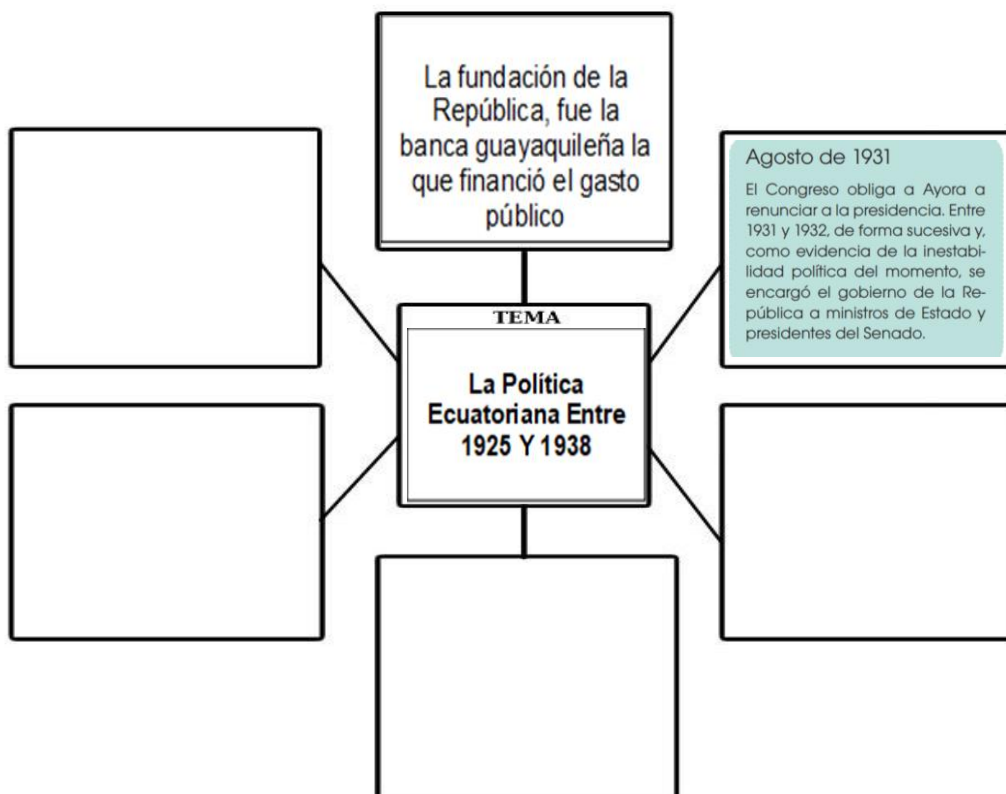 La fundación de la
República, fue la
banca guayaquileña la
que financió el gasto
público
Agosto de 1931
El Congreso obliga a Ayora a
renunciar a la presidencia. Entre
1931 y 1932, de forma sucesiva y,
como evidencia de la inestabi-
lidad política del momento, se
encargó el gobierno de la Re-
pública a ministros de Estado y
presidentes del Senado.
TEMA
La Política
Ecuatoriana Entre
1925 Y 1938